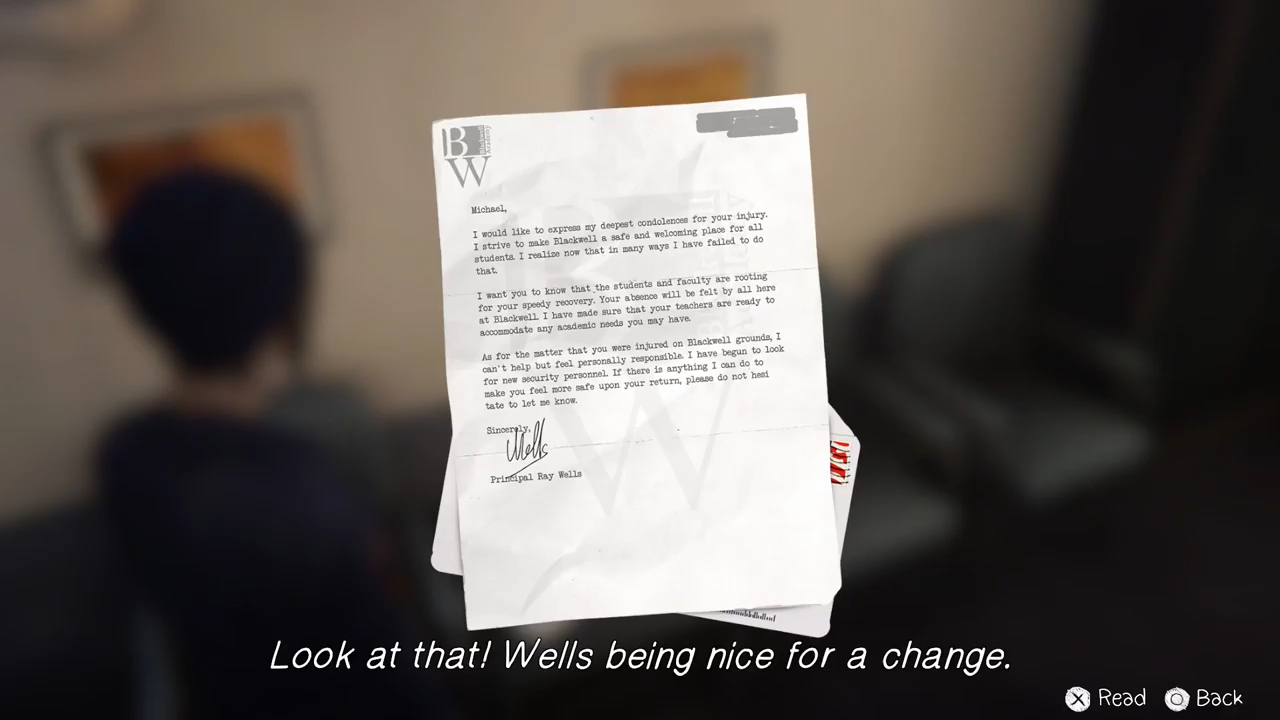 B
W
Blackwell
Academy
Michael,
I would like to express my deepest condolences for your injury.
I strive to make Blackwell a safe and welcoming place for all
students. I realize now that in many ways I have failed to do
that.
I want you to know that the students and faculty are rooting
for your speedy recovery. Your absence will be felt by all here
at Blackwell. I have made sure that your teachers are ready to
accommodate any academic needs you may have.
As for the matter that you were injured on Blackwell grounds, I
can't help but feel personally responsible. I have begun to look
for new security personnel. If there is anything I can do to
make you feel more safe upon your return, please do not hesi
tate to let me know.
Sincerely,
Wells
Principal Ray Wells
Look at that! Wells being nice for a change.
Read
Back